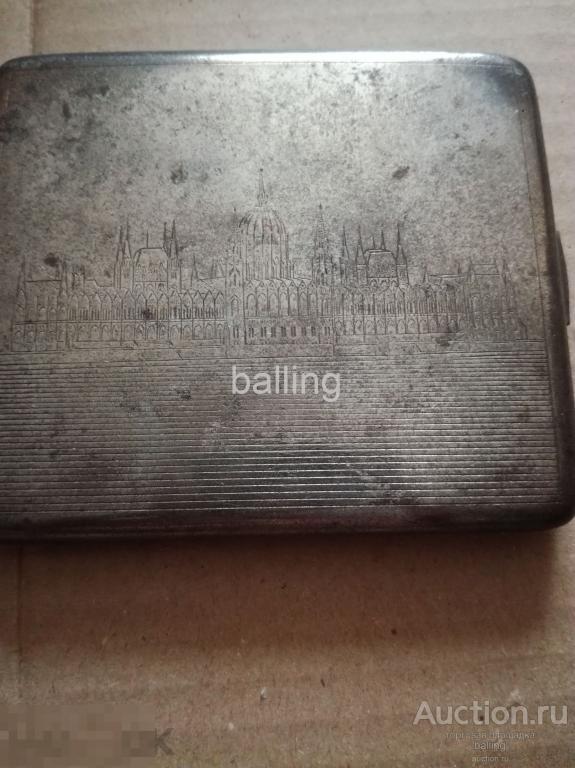 balling
Auction.ru
торговая площадка
balling
auction.ru